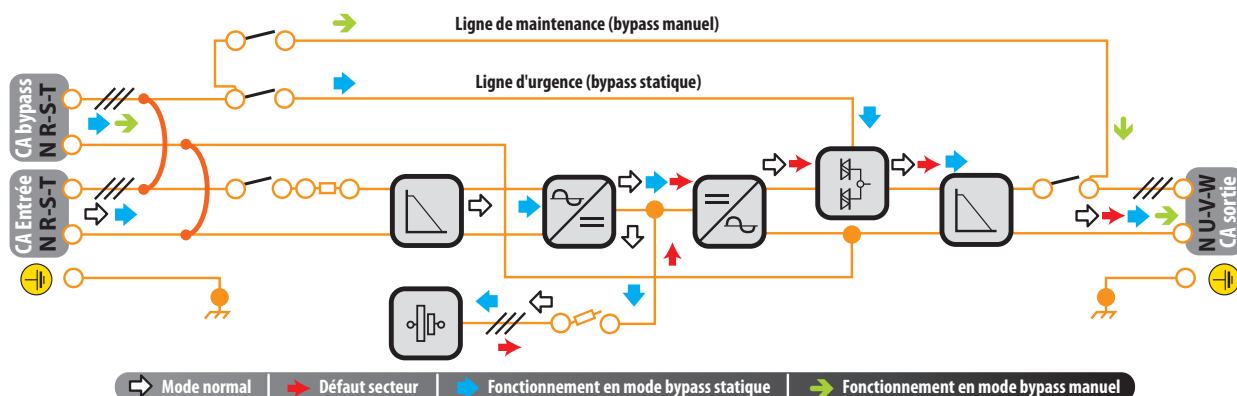 Ligne de maintenance (bypass manuel)
Ligne d'urgence (bypass statique)
CA bypass
N R-S-T
CA Entrée
N R-S-T
N U-V-W
CA sortie
Mode normal
Défaut secteur
Fonctionnement en mode bypass statique
Fonctionnement en mode bypass manuel